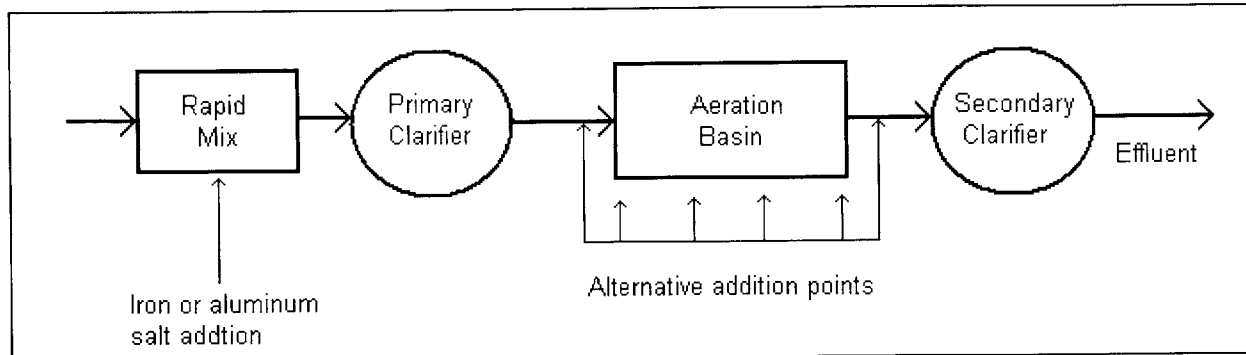 Rapid
Mix
Primary
Clarifier
Aeration
Basin
Secondary
Clarifier
Effluent
Iron or aluminum
salt addtion
Alternative addition points